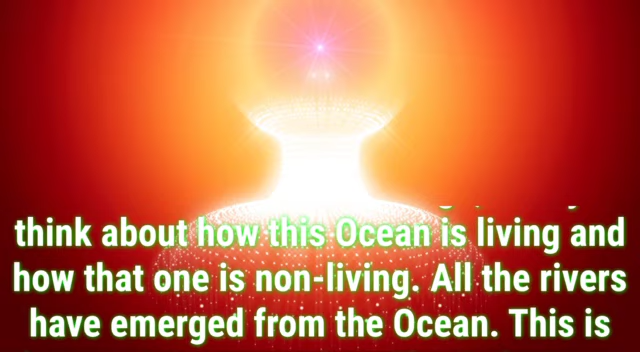 think about how this Ocean is living and
how that one is non-living. All the rivers
have emerged from the Ocean. This is